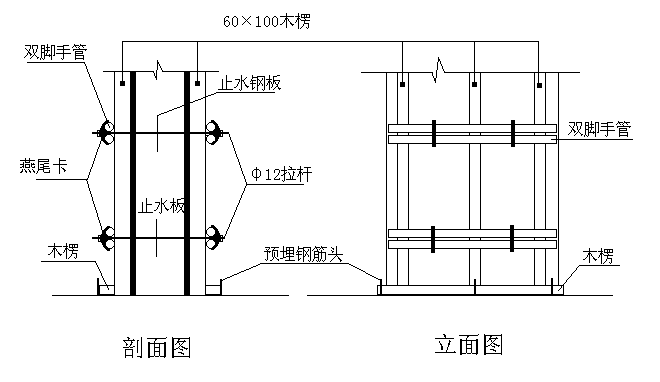 60×100木楞
双脚手管
止水钢板
双脚手管
燕尾卡
Φ12拉杆
止水板
木楞
预埋钢筋头
木楞
剖面图
立面图